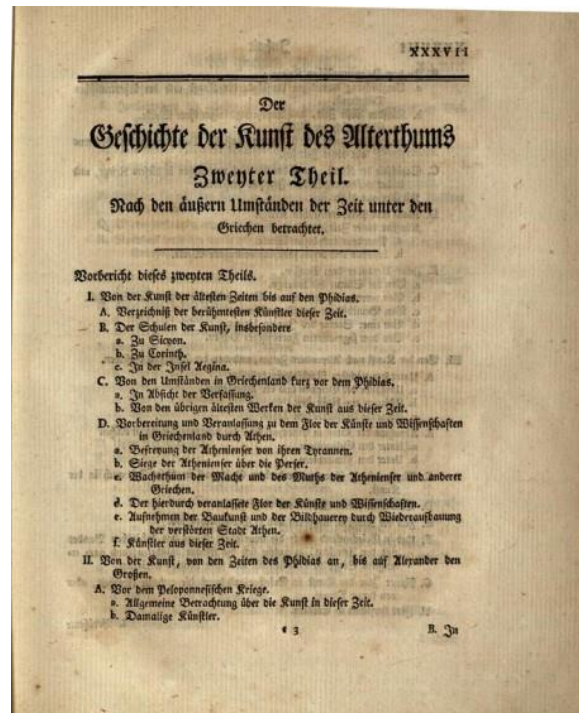 XXXVII
Der
Geschichte der Kunst des Alterthums
Zweyter Theil.
Nach den äußern Umständen der Zeit unter den
Griechen betrachtet.
Vorbericht dieses zweyten Theils.
I. Von der Kunst der ältesten Zeiten bis auf den Phidias.
A. Verzeichniß der berühmtesten Künstler dieser Zeit.
B. Der Schulen der Kunst, insbesondere
a. Zu Sicyon.
b. Zu Corinth.
c. In der Insel Aegina.
C. Von den Umständen in Griechenland kurz vor dem Phidias.
a. In Absicht der Verfassung.
b. Von den übrigen ältesten Werken der Kunst aus dieser Zeit.
D. Vorbereitung und Veranlassung zu dem Flor der Künste und Wissenschaften
in Griechenland durch Athen.
a. Befreyung der Athenienser von ihren Tyrannen.
b. Siege der Athenienser über die Perser.
c. Wachsthum der Macht und des Muths der Athenienser und anderer
Griechen.
d. Der hierdurch veranlassete Flor der Künste und Wissenschaften.
e. Aufnehmen der Baukunst und der Bildhauerey durch Wiederaufbauung
der verstörten Stadt Athen.
f. Künstler aus dieser Zeit.
II. Von der Kunst, von den Zeiten des Phidias an, bis auf Alexander den
Großen.
A. Vor dem Peloponnesischen Kriege.
a. Allgemeine Betrachtung über die Kunst in dieser Zeit.
b. Damalige Künstler.
3 B. In